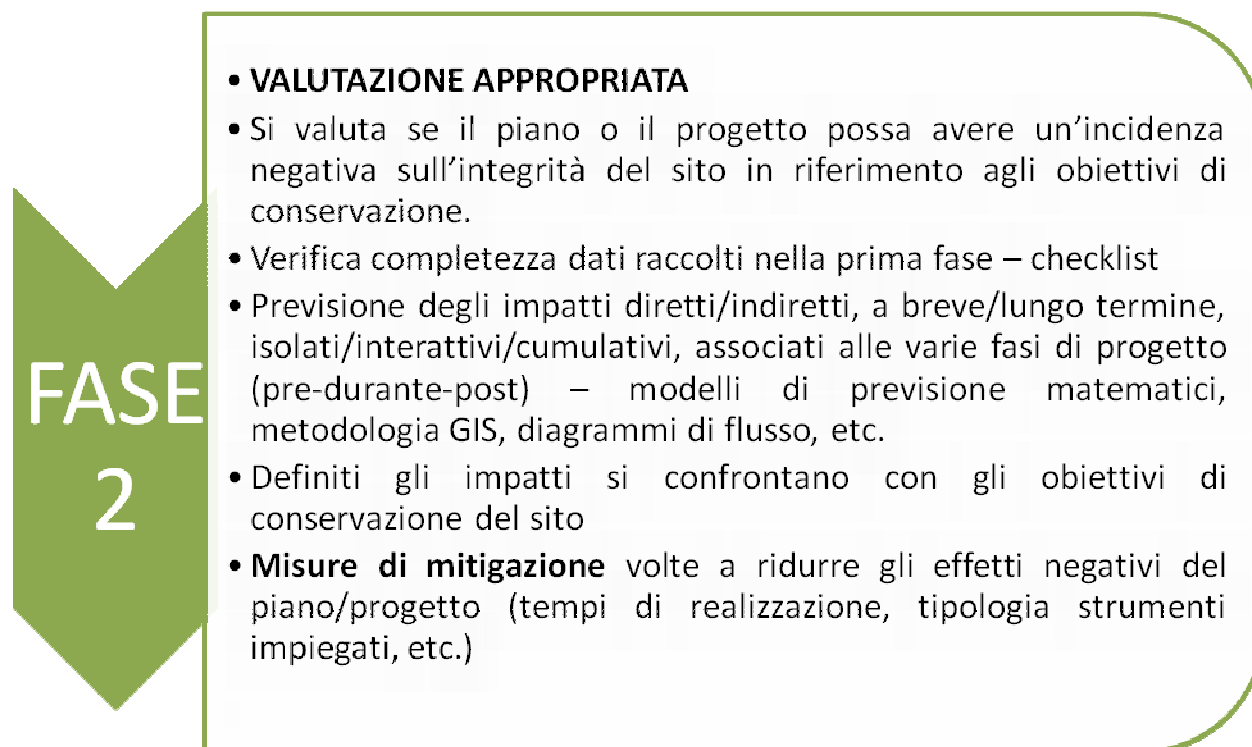 FASE
2
• VALUTAZIONE APPROPRIATA
• Si valuta se il piano o il progetto possa avere un'incidenza
negativa sull'integrità del sito in riferimento agli obiettivi di
conservazione.
• Verifica completezza dati raccolti nella prima fase – checklist
• Previsione degli impatti diretti/indiretti, a breve/lungo termine,
isolati/interattivi/cumulativi, associati alle varie fasi di progetto
(pre-durante-post) – modelli di previsione matematici,
metodologia GIS, diagrammi di flusso, etc.
• Definiti gli impatti si confrontano con gli obiettivi di
conservazione del sito
• Misure di mitigazione volte a ridurre gli effetti negativi del
piano/progetto (tempi di realizzazione, tipologia strumenti
impiegati, etc.)